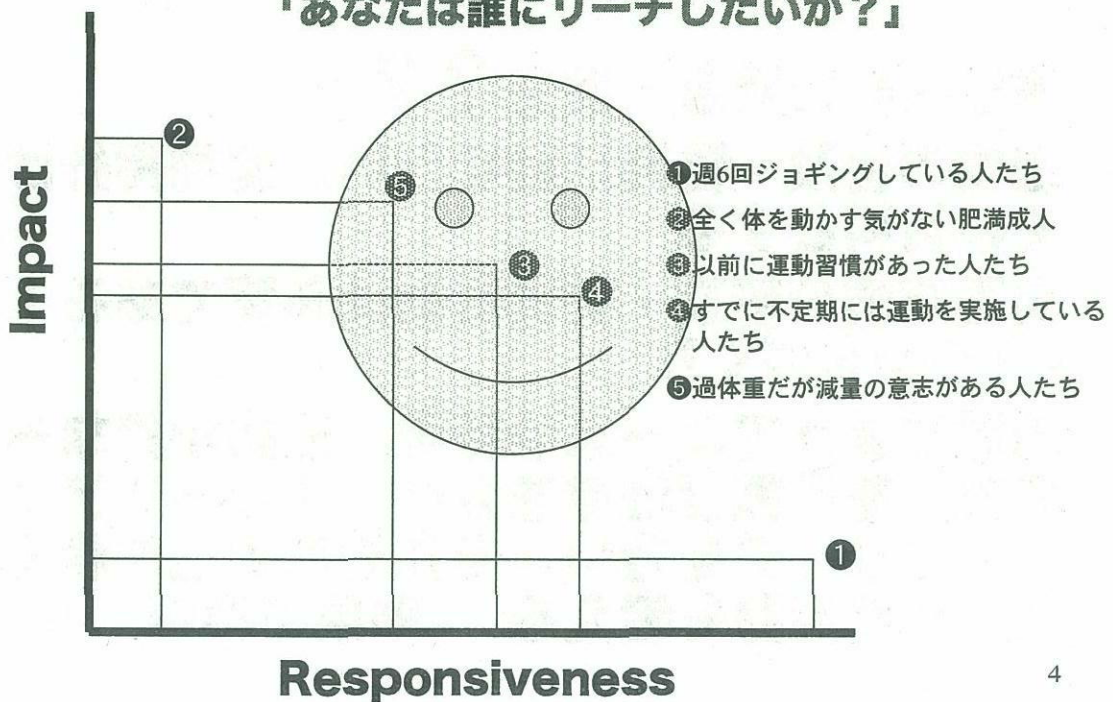 「あなたは誰にリーチしたいか？」
Impact
❷
❺
❸
❹
❶
❶週6回ジョギングしている人たち
❷全く体を動かす気がない肥満成人
❸以前に運動習慣があった人たち
❹すでに不定期には運動を実施している
人たち
❺過体重だが減量の意志がある人たち
Responsiveness
4